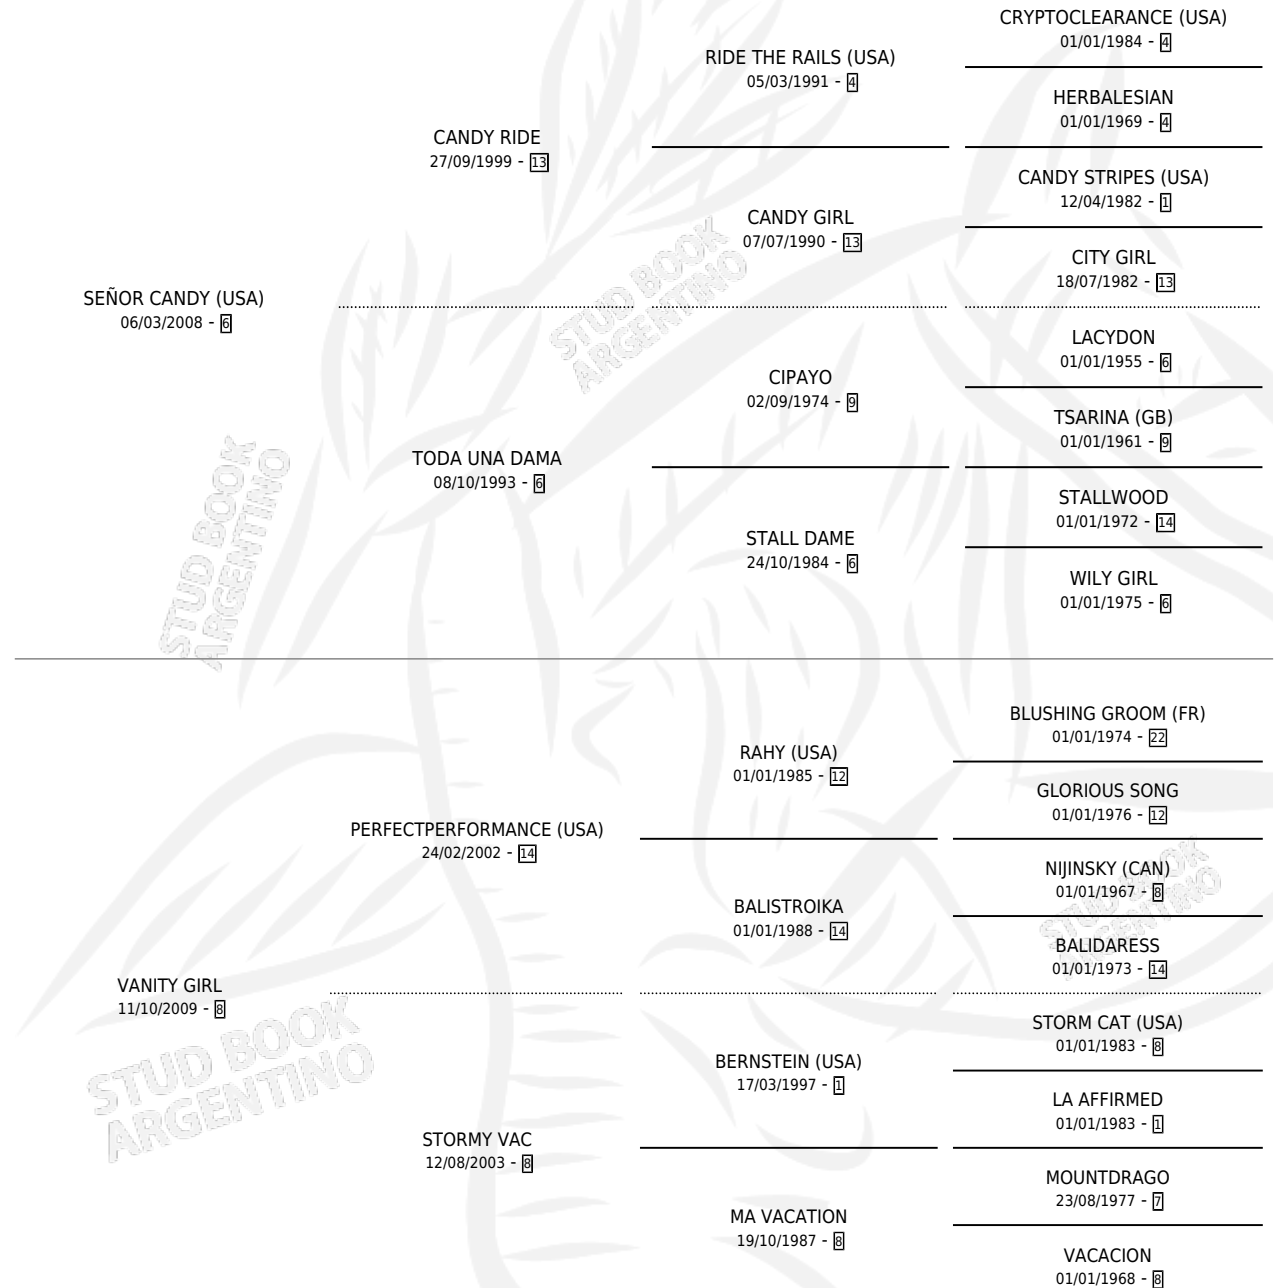 CRYPTOCLEARANCE (USA)
01/01/1984 - 4
RIDE THE RAILS (USA)
05/03/1991 - 4
HERBALESIAN
01/01/1969 - 4
CANDY RIDE
27/09/1999 - 13
CANDY STRIPES (USA)
12/04/1982 - 1
CANDY GIRL
07/07/1990 - 13
CITY GIRL
18/07/1982 - 13
SEÑOR CANDY (USA)
06/03/2008 - 6
LACYDON
01/01/1955 - 6
CIPAYO
02/09/1974 - 9
TSARINA (GB)
01/01/1961 - 9
TODA UNA DAMA
08/10/1993 - 6
STALLWOOD
01/01/1972 - 14
STALL DAME
24/10/1984 - 6
WILY GIRL
01/01/1975 - 6
STUD BOOK
ARGENTINO
STUD BOOK
ARGENTINO
BLUSHING GROOM (FR)
01/01/1974 - 22
RAHY (USA)
01/01/1985 - 12
GLORIOUS SONG
01/01/1976 - 12
PERFECTPERFORMANCE (USA)
24/02/2002 - 14
NIJINSKY (CAN)
01/01/1967 - 8
BALISTROIKA
01/01/1988 - 14
BALIDARESS
01/01/1973 - 14
STUD BOOK
ARGENTINO
VANITY GIRL
11/10/2009 - 8
STORM CAT (USA)
01/01/1983 - 8
BERNSTEIN (USA)
17/03/1997 - 1
LA AFFIRMED
01/01/1983 - 1
STUD BOOK
ARGENTINO
STORMY VAC
12/08/2003 - 8
MOUNTDRAGO
23/08/1977 - 7
MA VACATION
19/10/1987 - 8
VACACION
01/01/1968 - 8